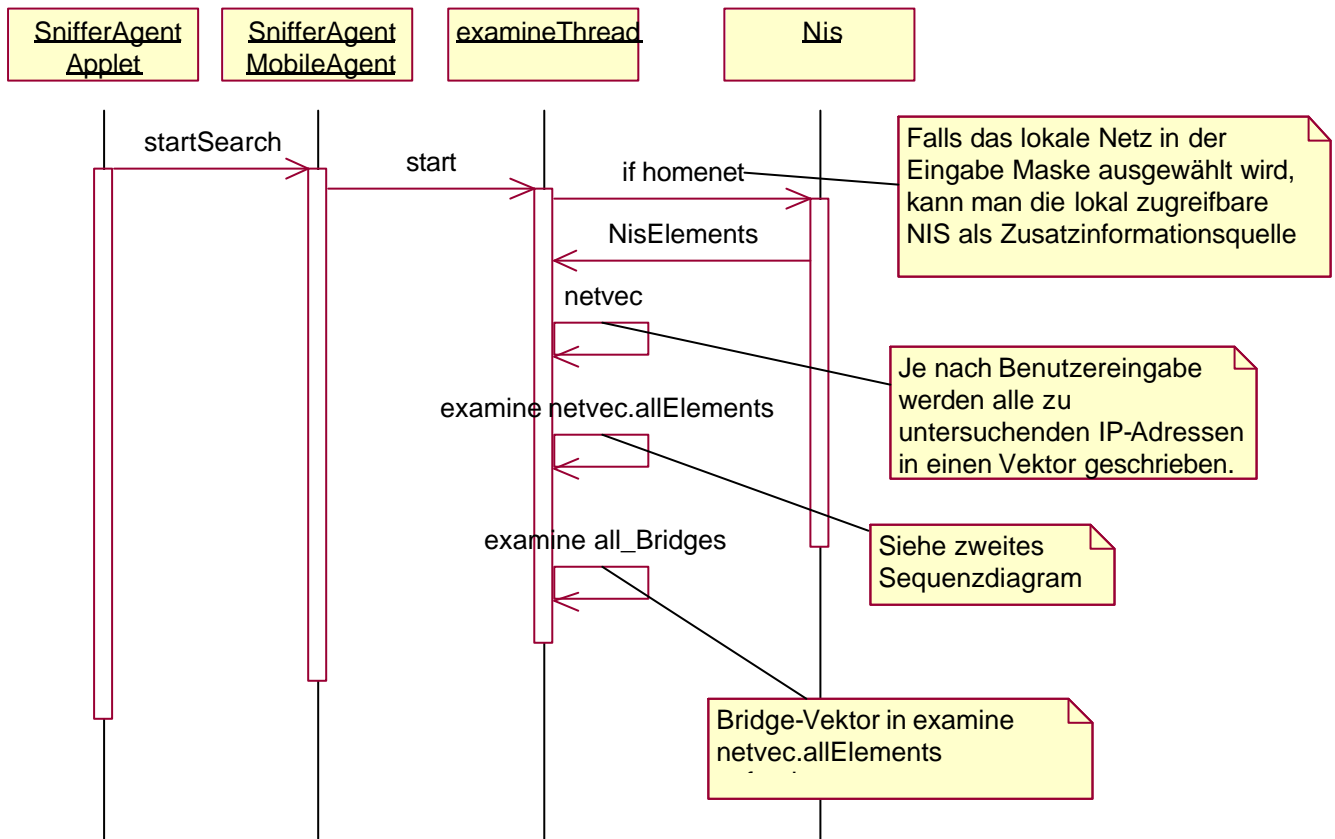 SnifferAgent
Applet
SnifferAgent
MobileAgent
examineThread
Nis
startSearch
start
if homenet
Falls das lokale Netz in der
Eingabe Maske ausgewählt wird,
kann man die lokal zugreifbare
NIS als Zusatzinformationsquelle
NisElements
netvec
Je nach Benutzereingabe
werden alle zu
untersuchenden IP-Adressen
in einen Vektor geschrieben.
examine netvec.allElements
Siehe zweites
Sequenzdiagram
examine all_Bridges
Bridge-Vektor in examine
netvec.allElements